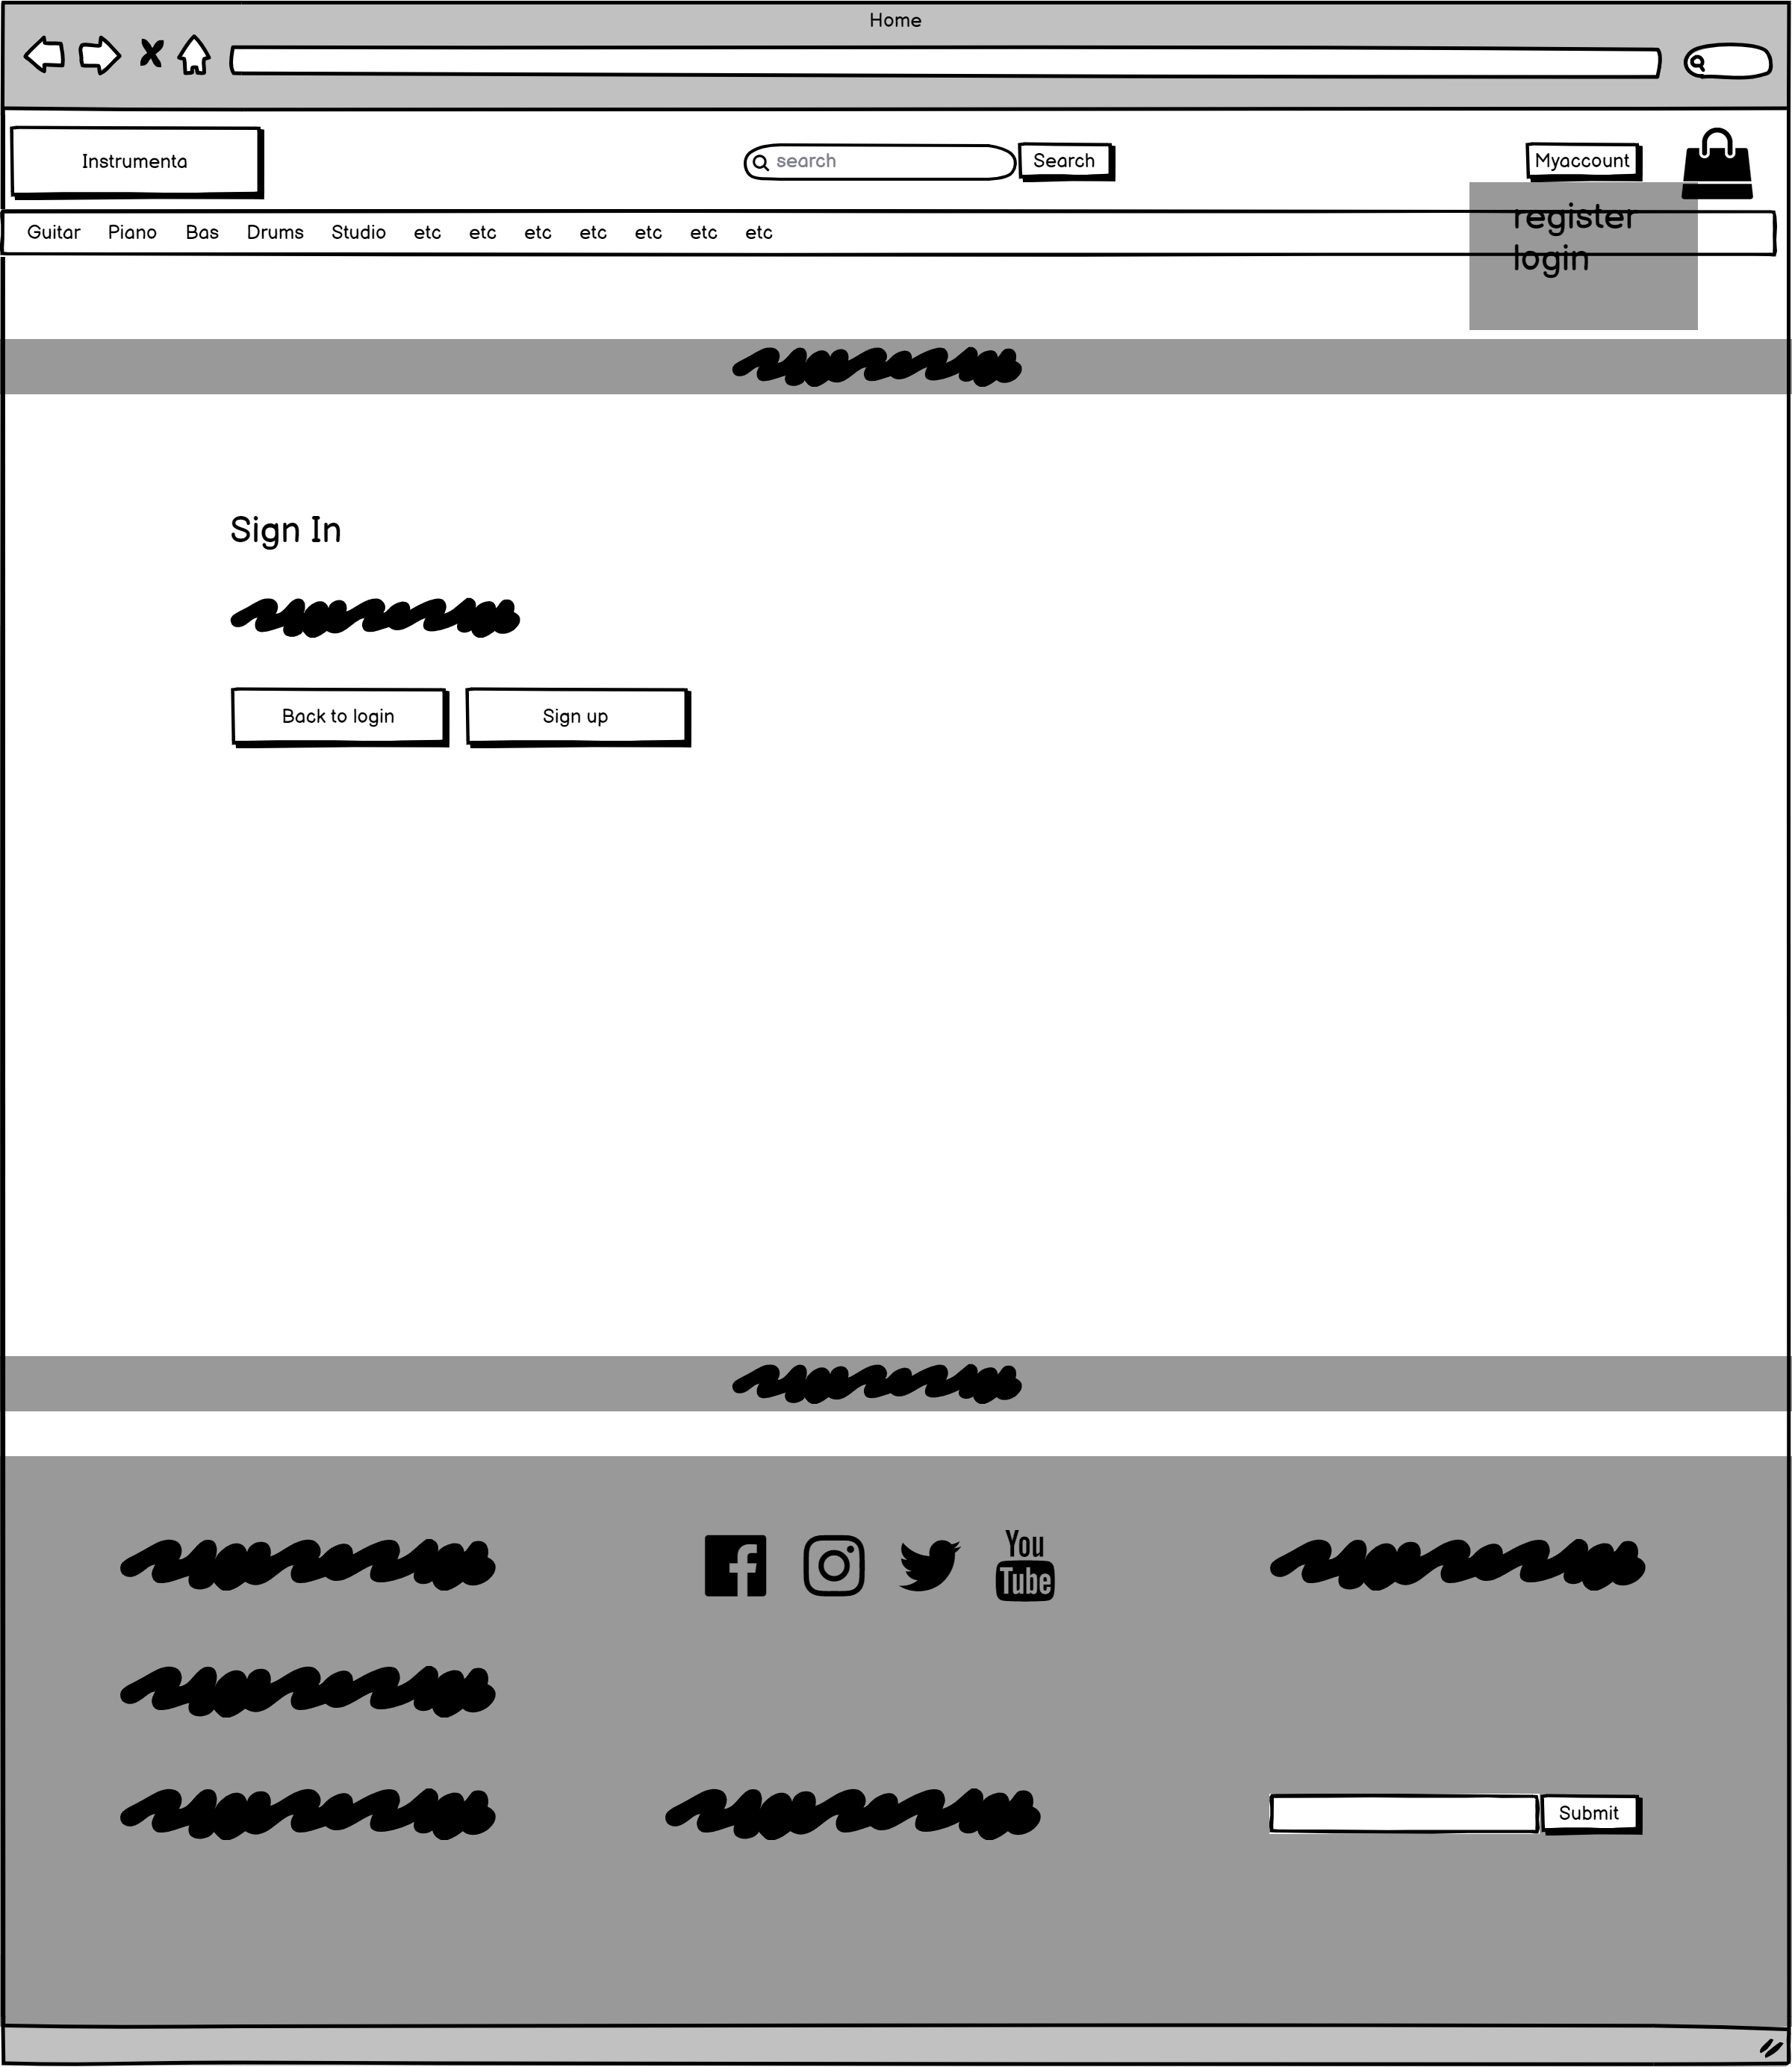 Home
Instrumenta
search
Search
Myaccount
register
Guitar Piano Bas Drums Studio etc etc etc etc etc etc etc
login
Sign In
Back to login
Sign up
You
Tube
Submit